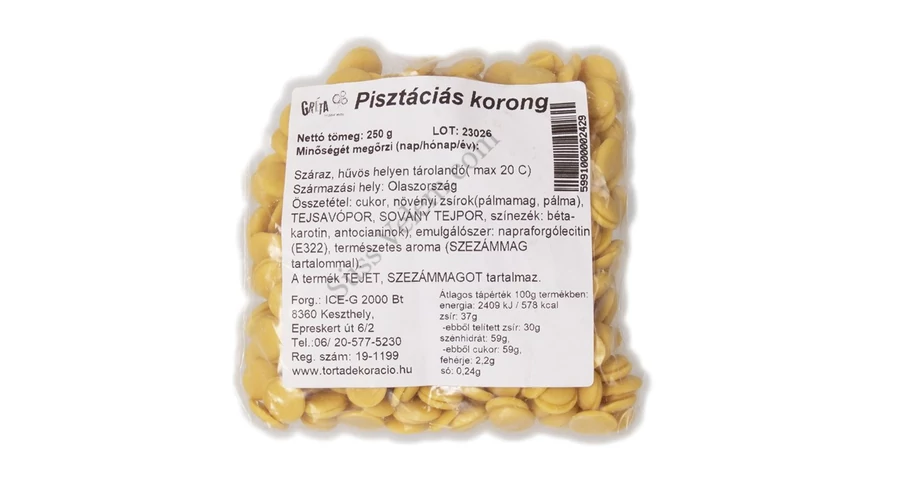 GRÍTA
Pisztáciás korong
Nettó tömeg: 250 g LOT: 23026
Minőségét megőrzi (nap/hónap/év):
Száraz, hűvös helyen tárolandó( max 20 C)
Származási hely: Olaszország
Összetétel: cukor, növényi zsírok(pálmamag, pálma),
TEJSAVÓPOR, SOVÁNY TEJPOR, színezék: béta-
karotin, antocianinok), emulgálószer: napraforgólecitin
(E322), természetes aroma (SZEZÁMMAG
tartalommal).
A termék TEJET, SZEZÁMMAGOT tartalmaz.
Forg.: ICE-G 2000 Bt
8360 Keszthely,
Epreskert út 6/2
Tel.:06/ 20-577-5230
Reg. szám: 19-1199
www.tortadekoracio.hu
Átlagos tápérték 100g termékben:
energia: 2409 kJ / 578 kcal
zsír: 37g
-ebből telített zsír: 30g
szénhidrát: 59g,
-ebből cukor: 59g,
fehérje: 2,2g
só: 0,24g
5991000002429
Süss Velem.com